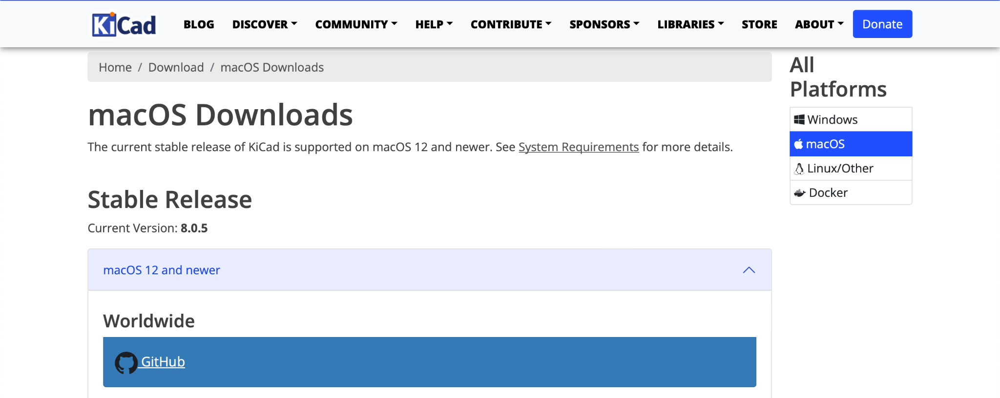 KiCad BLOG DISCOVER COMMUNITY HELP CONTRIBUTE SPONSORS LIBRARIES STORE ABOUT Donate
Home / Download / macOS Downloads
macOS Downloads
The current stable release of KiCad is supported on macOS 12 and newer. See System Requirements for more details.
Stable Release
Current Version: 8.0.5
macOS 12 and newer
Worldwide
GitHub
All
Platforms
Windows
macOS
Linux/Other
Docker